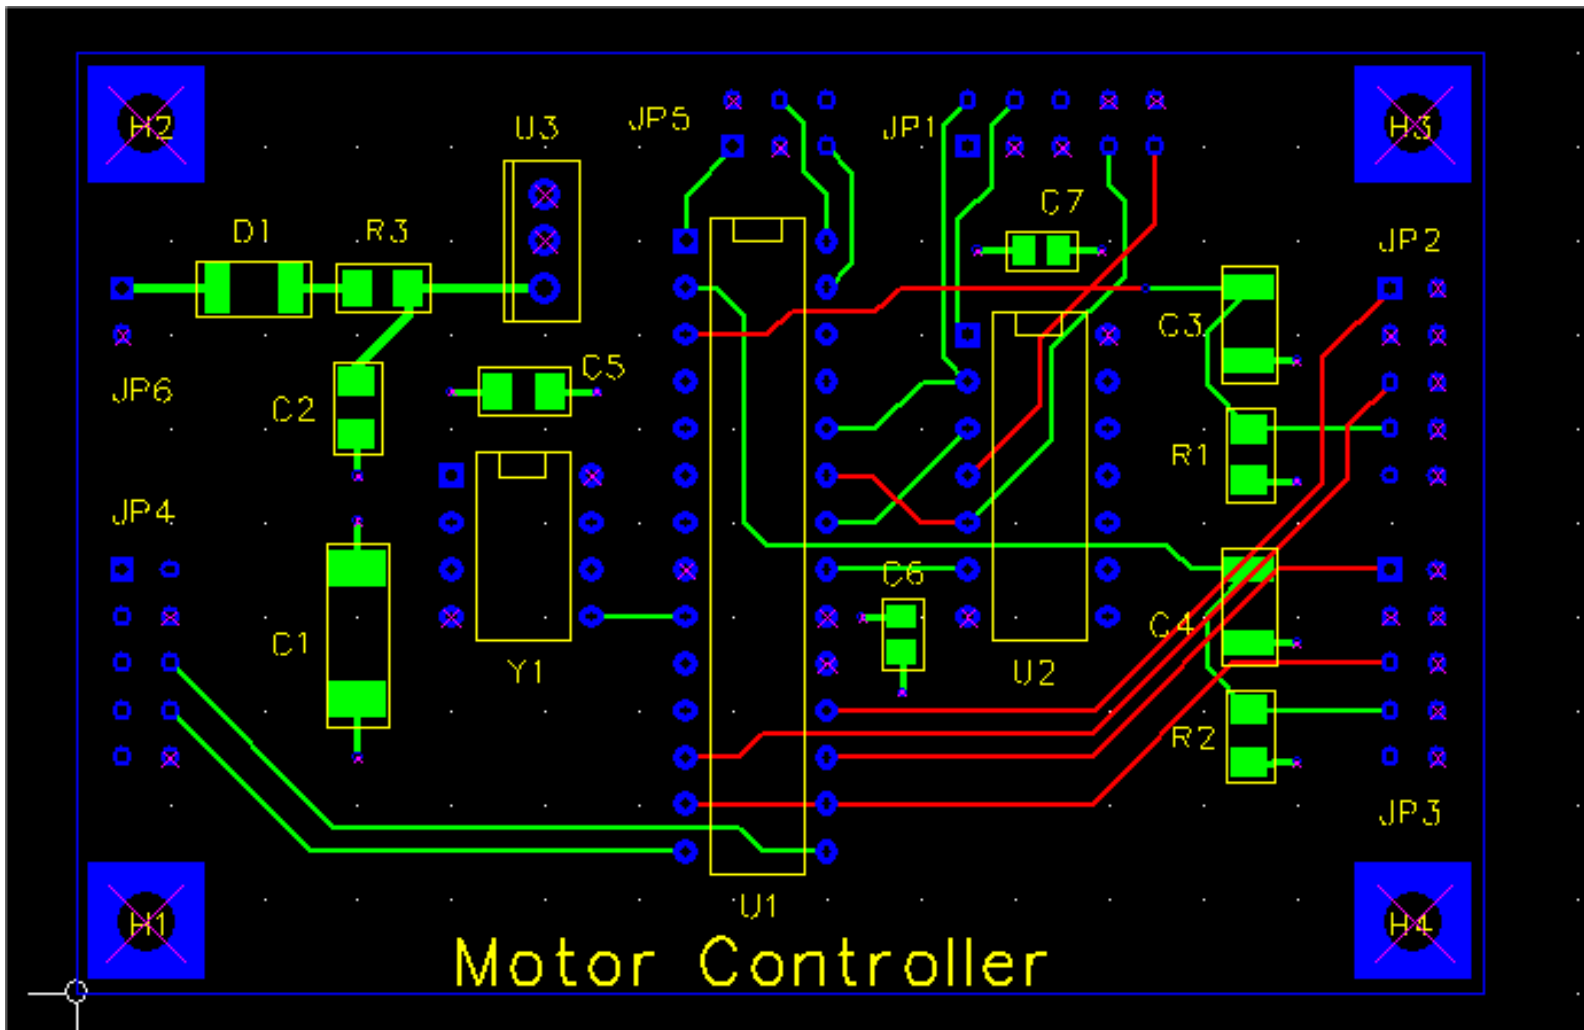 H2
U3
JP5
JP1
H3
D1
R3
C7
JP2
C3
JP6
C2
C5
R1
JP4
C6
C1
Y1
U2
C4
R2
JP3
U1
H1
H4
Motor Controller